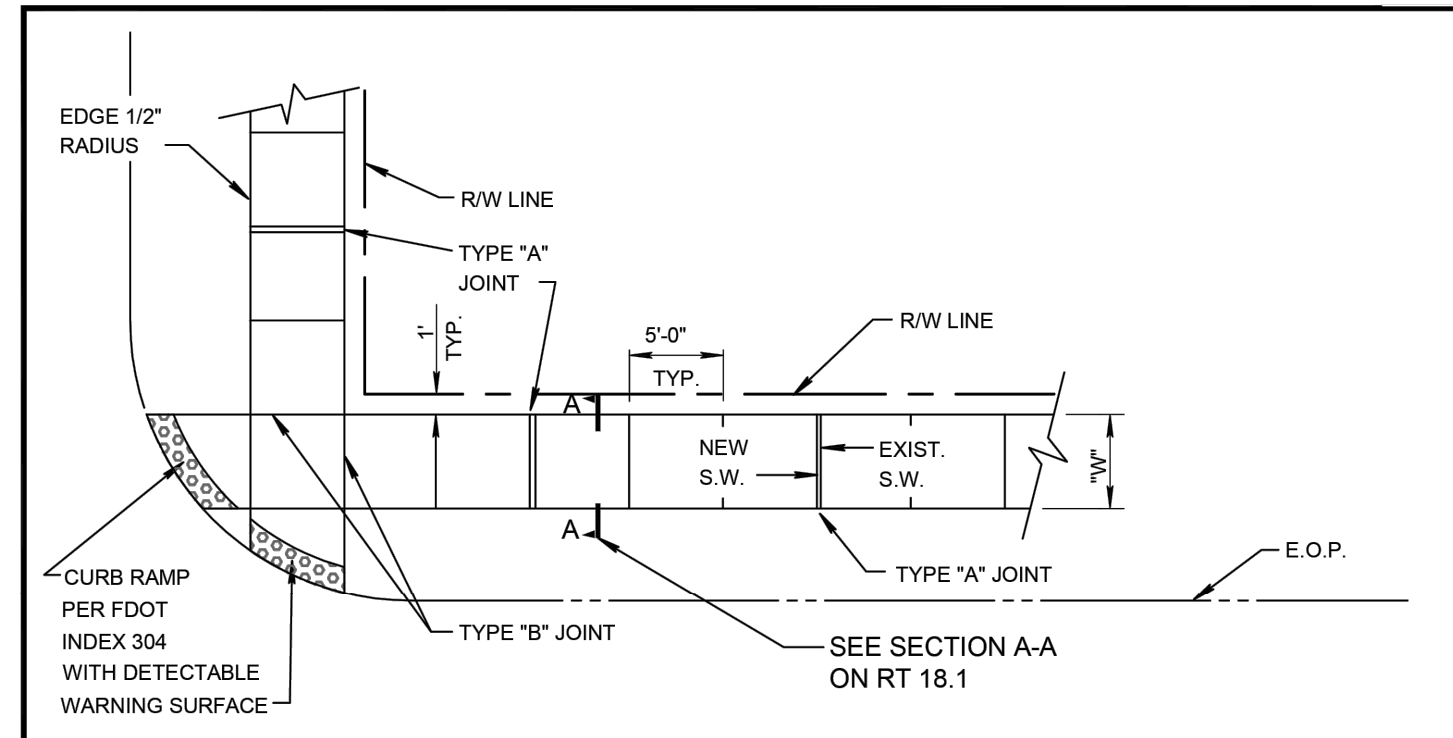 EDGE 1/2"
RADIUS
R/W LINE
TYPE "A"
JOINT
1'
TYP.
5'-0"
TYP.
R/W LINE
A
NEW
S.W.
EXIST.
S.W.
"W"
A
E.O.P.
TYPE "A" JOINT
CURB RAMP
PER FDOT
INDEX 304
WITH DETECTABLE
WARNING SURFACE
TYPE "B" JOINT
SEE SECTION A-A
ON RT 18.1